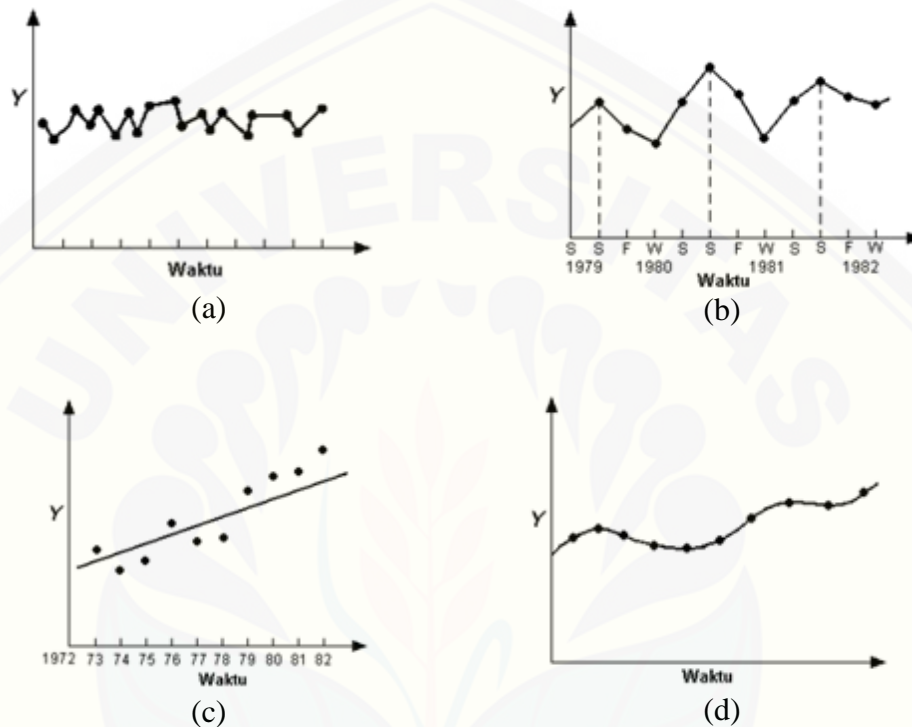 Y
Waktu
(a)
Y
S S F W S S F W S S F W
1979 1980 1981 1982
Waktu
(b)
Y
1972 73 74 75 76 77 78 79 80 81 82
Waktu
(c)
Y
Waktu
(d)
UNIVERSITAS